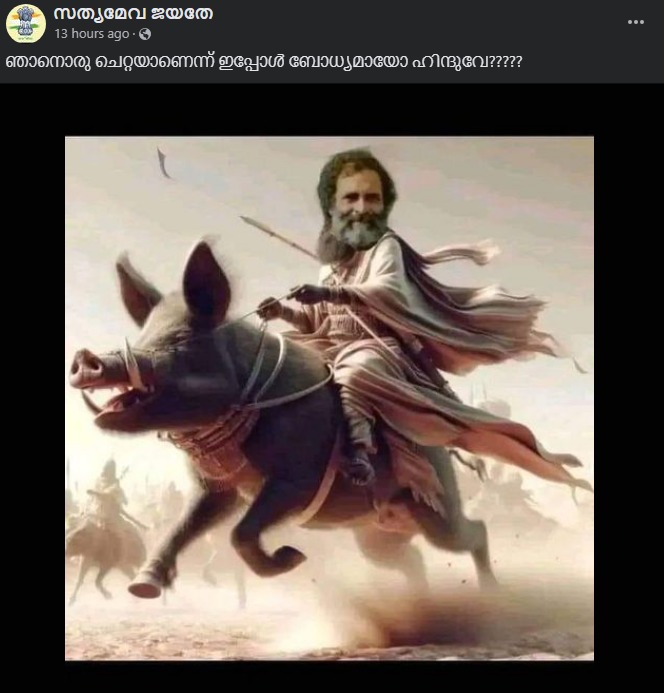 സത്യമേവ ജയതേ
13 hours ago ·
ഞാനൊരു ചെറ്റയാണെന്ന് ഇപ്പോൾ ബോധ്യമായോ ഹിന്ദുവേ?????